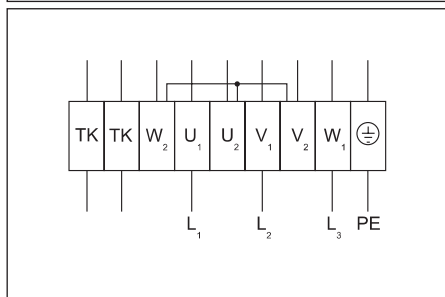 TK TK W₂ U₁ U₂ V₁ V₂ W₁
L₁ L₂ L₃ PE